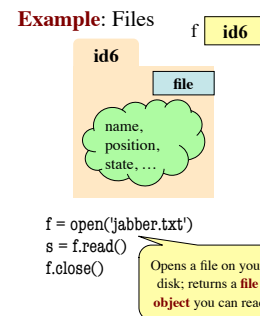 Example: Files
f id6
id6
file
name,
position,
state, …
f = open('jabber.txt')
s = f.read()
f.close()
Opens a file on you
disk; returns a file
object you can read